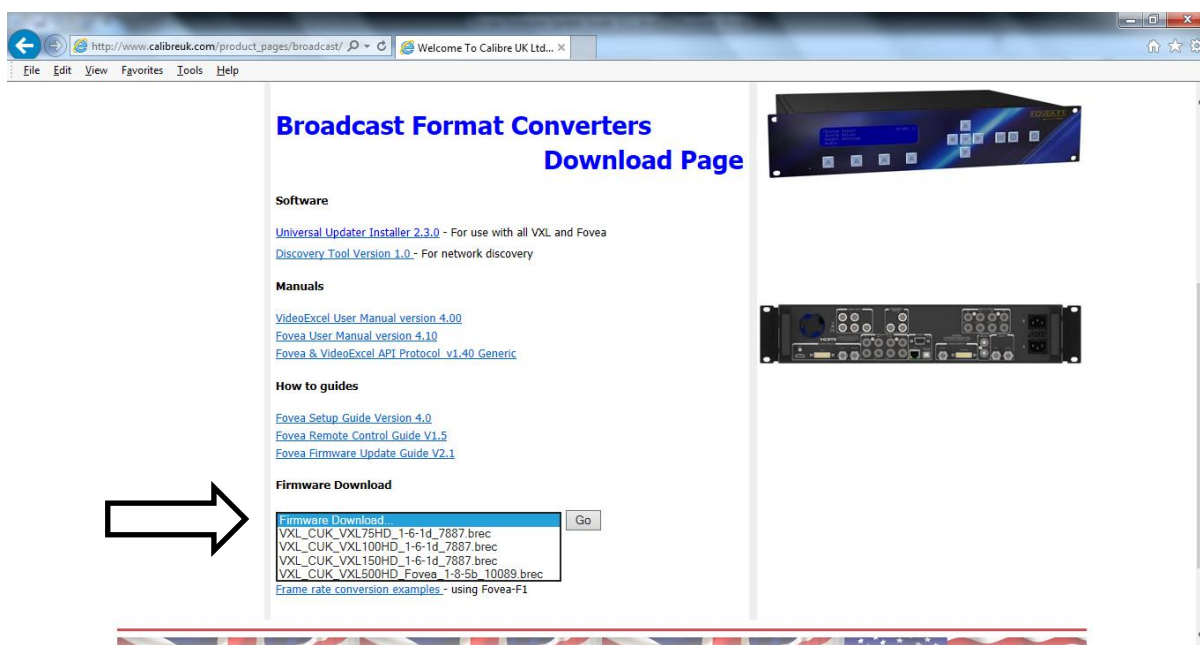 http://www.calibreuk.com/product_pages/broadcast/
Welcome To Calibre UK Ltd...
File Edit View Favorites Tools Help
Broadcast Format Converters
Download Page
Software
Universal Updater Installer 2.3.0 - For use with all VXL and Fovea
Discovery Tool Version 1.0 - For network discovery
Manuals
VideoExcel User Manual version 4.00
Fovea User Manual version 4.10
Fovea & VideoExcel API Protocol v1.40 Generic
How to guides
Fovea Setup Guide Version 4.0
Fovea Remote Control Guide V1.5
Fovea Firmware Update Guide V2.1
Firmware Download
Firmware Download... Go
VXL_CUK_VXL75HD_1-6-1d_7887.brec
VXL_CUK_VXL100HD_1-6-1d_7887.brec
VXL_CUK_VXL150HD_1-6-1d_7887.brec
VXL_CUK_VXL500HD_Fovea_1-8-5b_10089.brec
Frame rate conversion examples - using Fovea-F1